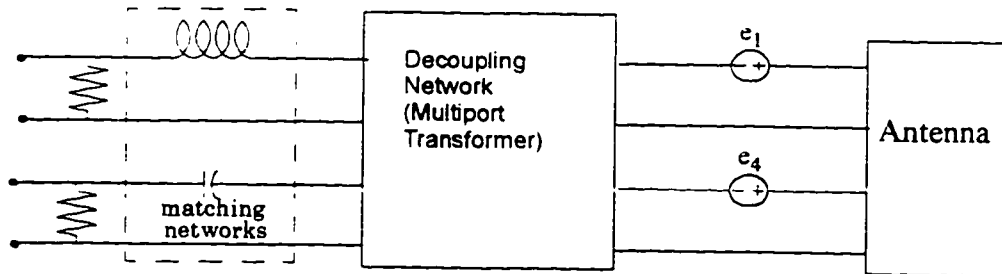 Decoupling
Network
(Multiport
Transformer)
e1
e4
Antenna
matching
networks